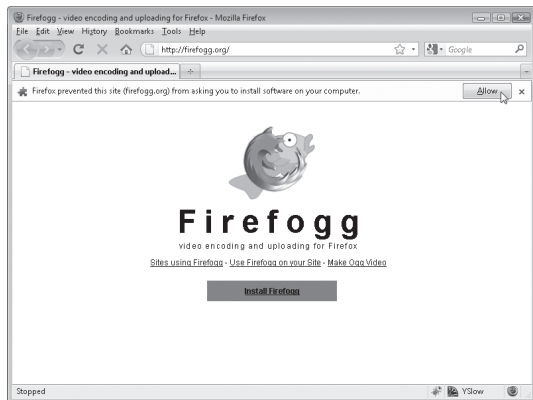 Firefogg - video encoding and uploading for Firefox - Mozilla Firefox
File Edit View History Bookmarks Tools Help
http://firefogg.org/
Google
Firefogg - video encoding and upload...
Firefox prevented this site (firefogg.org) from asking you to install software on your computer.
Allow
Firefogg
video encoding and uploading for Firefox
Sites using Firefogg - Use Firefogg on your Site - Make Ogg Video
Install Firefogg
Stopped
YSlow